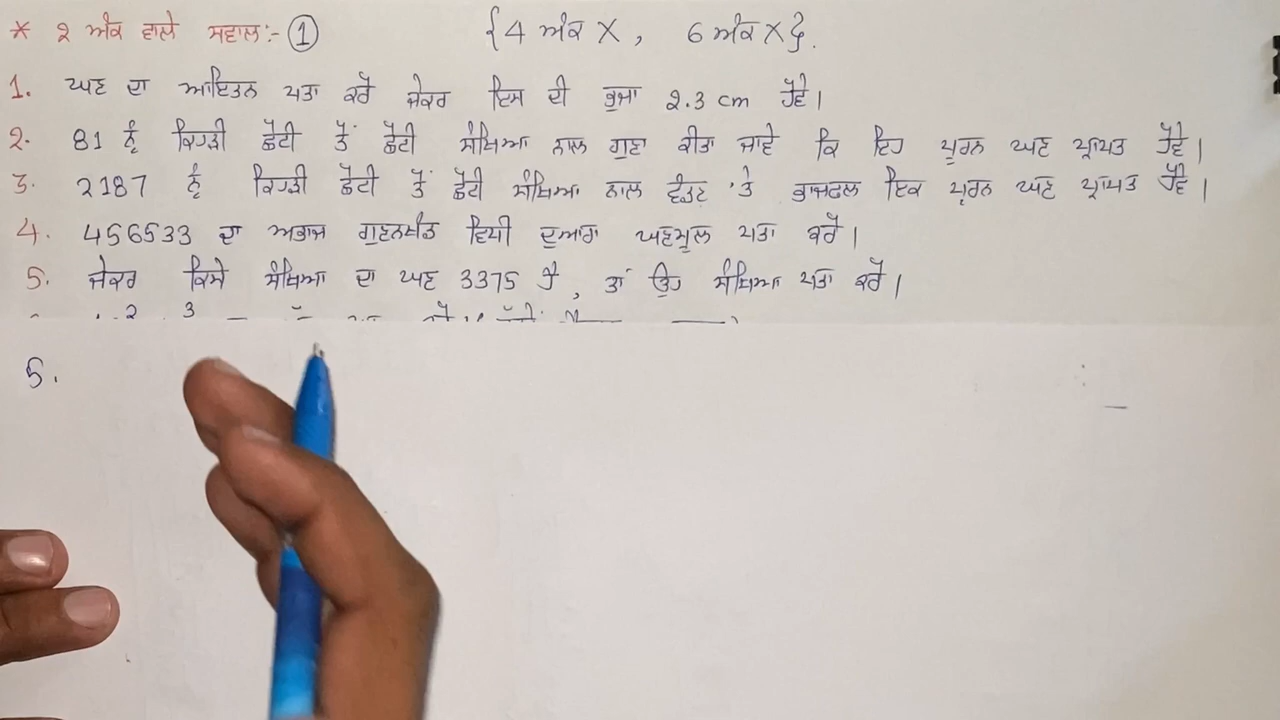 * 2 ਅੰਕ ਵਾਲੇ ਸਵਾਲ:- 1 {4 ਅੰਕ X, 6 ਅੰਕ X}.
1. ਘਣ ਦਾ ਆਇਤਨ ਪਤਾ ਕਰੋ ਜੇਕਰ ਇਸ ਦੀ ਭੁਜਾ 2.3 cm ਹੋਵੇ।
2. 81 ਨੂੰ ਕਿਹੜੀ ਛੋਟੀ ਤੋਂ ਛੋਟੀ ਸੰਖਿਆ ਨਾਲ ਗੁਣਾ ਕੀਤਾ ਜਾਵੇ ਕਿ ਇਹ ਪੂਰਨ ਘਣ ਪ੍ਰਾਪਤ ਹੋਵੇ।
3. 2187 ਨੂੰ ਕਿਹੜੀ ਛੋਟੀ ਤੋਂ ਛੋਟੀ ਸੰਖਿਆ ਨਾਲ ਵੰਡਣ 'ਤੇ ਭਾਜਫਲ ਇਕ ਪੂਰਨ ਘਣ ਪ੍ਰਾਪਤ ਹੋਵੇ।
4. 456533 ਦਾ ਅਭਾਜ ਗੁਣਨਖੰਡ ਵਿਧੀ ਦੁਆਰਾ ਘਣਮੂਲ ਪਤਾ ਕਰੋ।
5. ਜੇਕਰ ਕਿਸੇ ਸੰਖਿਆ ਦਾ ਘਣ 3375 ਹੈ, ਤਾਂ ਉਹ ਸੰਖਿਆ ਪਤਾ ਕਰੋ।
5.